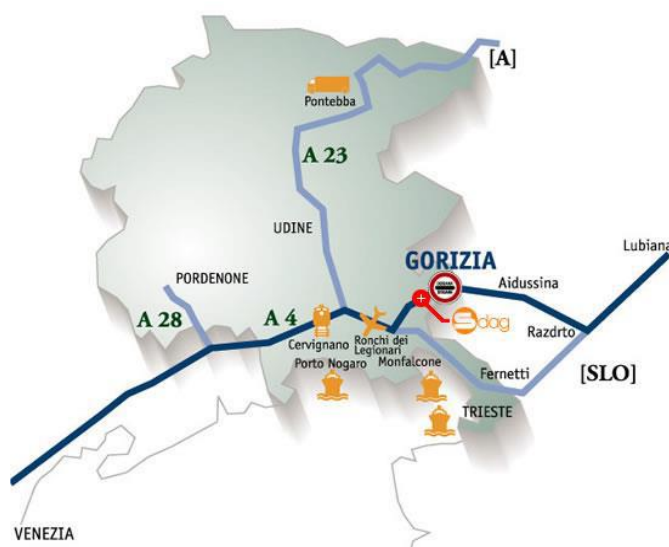 [A]
Pontebba
A 23
UDINE
Lubiana
GORIZIA
PORDENONE
Aidussina
A 28
A 4
Sdag
Razdrto
Cervignano
Ronchi dei
Legionari
Porto Nogaro
Monfalcone
Fernetti
[SLO]
TRIESTE
VENEZIA